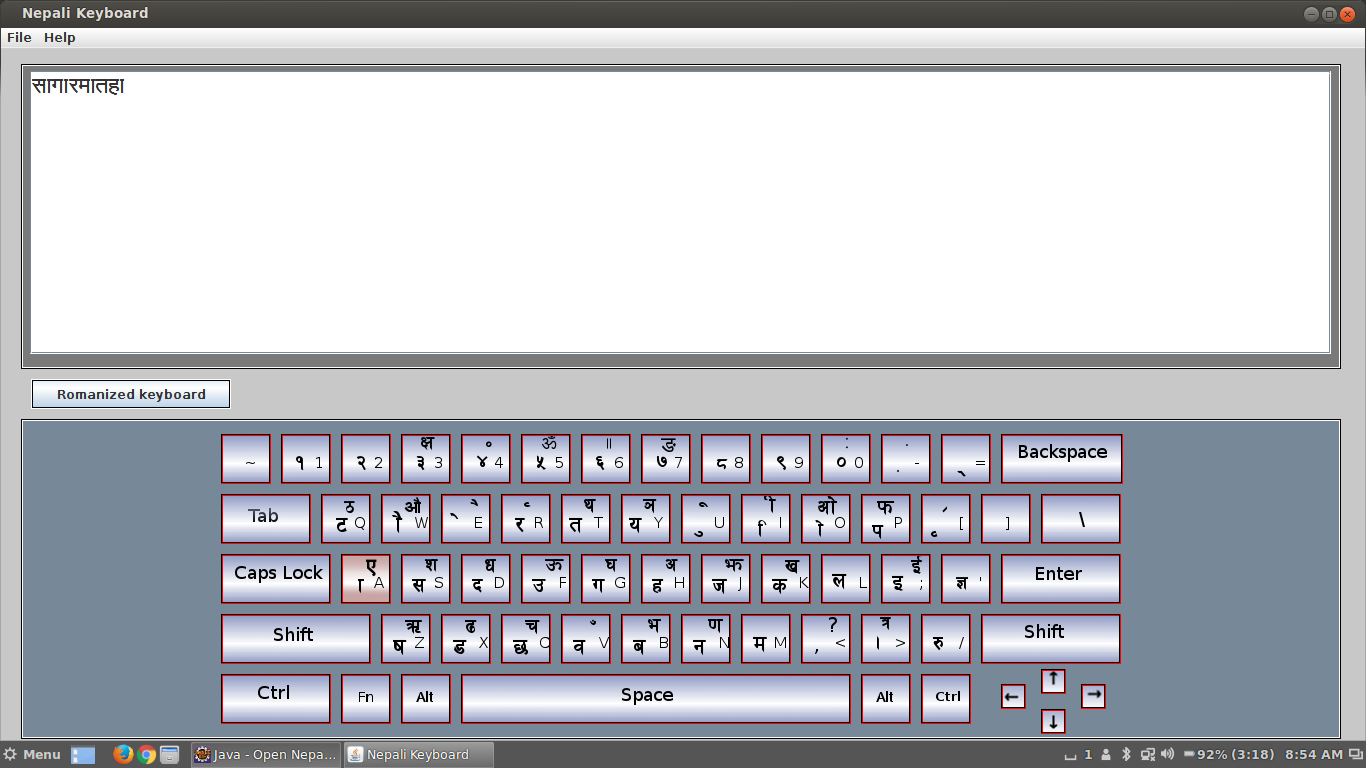 Nepali Keyboard
File Help
सागारमातहा
Romanized keyboard
~ १ 1 २ 2 क्ष ३ 3 ॰ ४ 4 ॐ ५ 5 ॥ ६ 6 ङ ७ 7 ८ 8 ९ 9 : ० 0 . - ् = Backspace
Tab ठ ट Q औ ौ W ै े E र R थ त T ञ य Y ू ु U ी ि I ओ ो O फ प P ृ [ ] \
Caps Lock ए ा A श स S ध द D ऊ उ F घ ग G अ ह H झ ज J ख क K ल L ई इ ; ज्ञ ' Enter
Shift ऋ ष Z ढ ड X च छ C ँ व V भ ब B ण न N म M ? , < त्र । > रु / Shift
Ctrl Fn Alt Space Alt Ctrl ← ↑ ↓ →
Menu Java - Open Nepa... Nepali Keyboard 1 92% (3:18) 8:54 AM